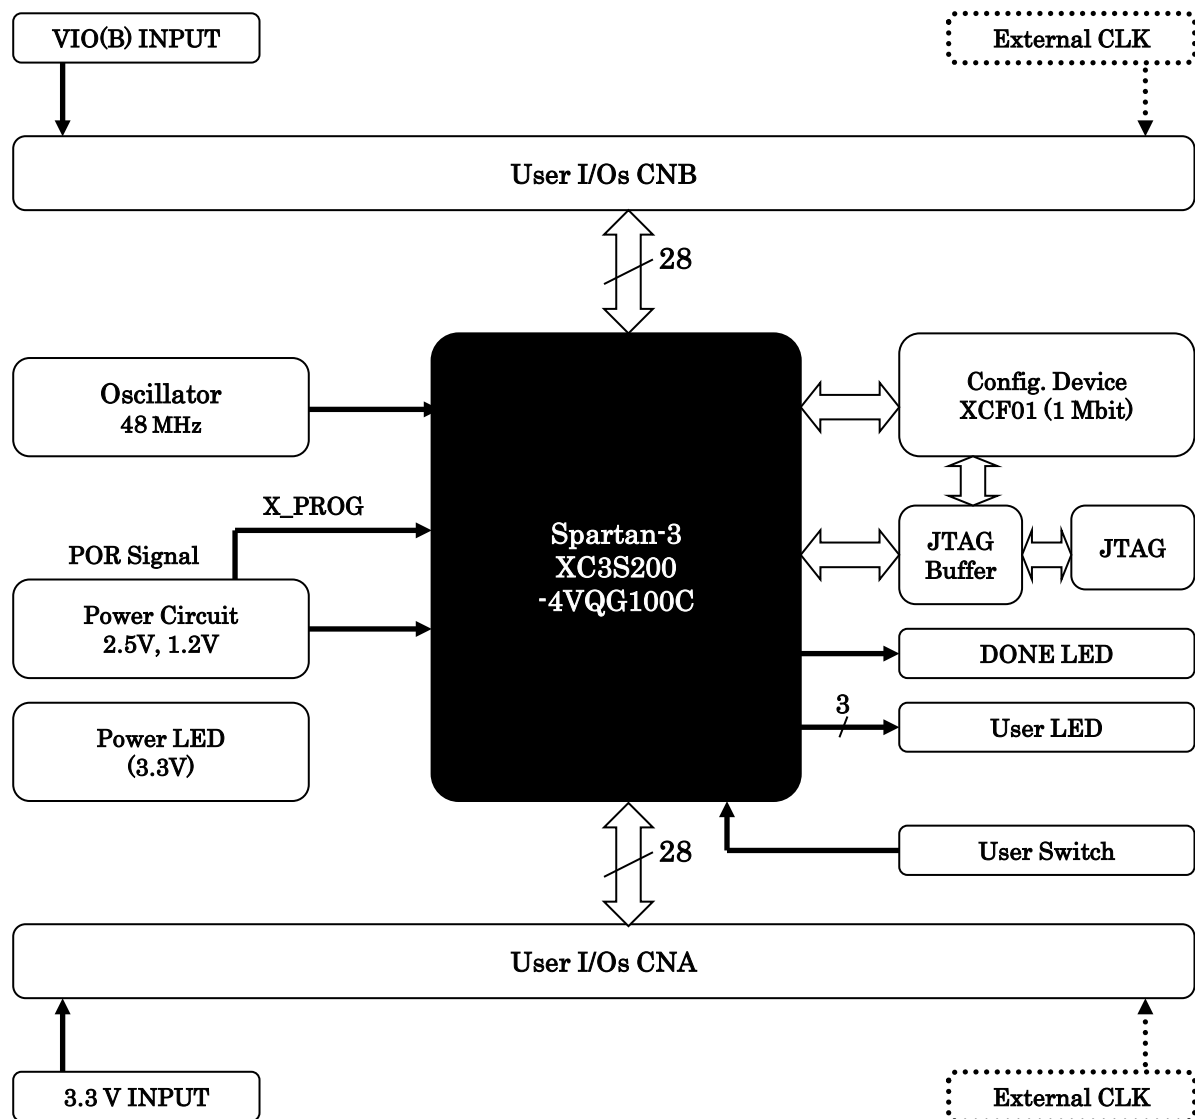 VIO(B) INPUT
External CLK
User I/Os CNB
28
Oscillator
48 MHz
Config. Device
XCF01 (1 Mbit)
X_PROG
POR Signal
Spartan-3
XC3S200
-4VQG100C
JTAG
Buffer
JTAG
Power Circuit
2.5V, 1.2V
DONE LED
3
User LED
Power LED
(3.3V)
28
User Switch
User I/Os CNA
3.3 V INPUT
External CLK